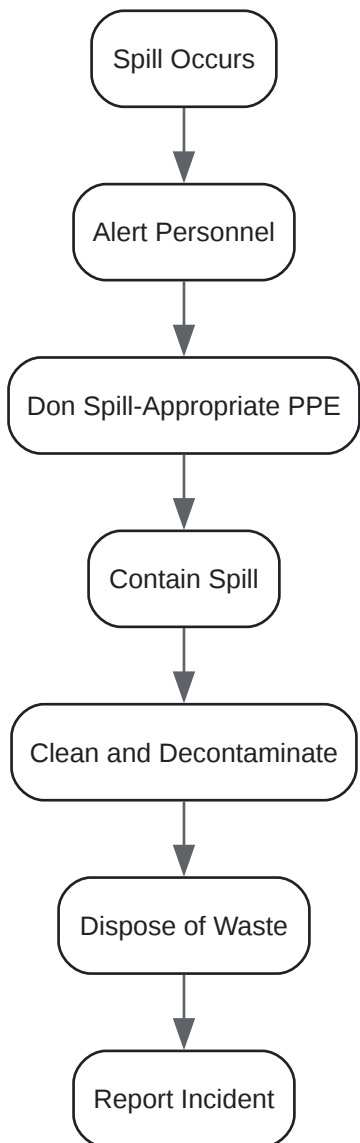 Spill Occurs
Alert Personnel
Don Spill-Appropriate PPE
Contain Spill
Clean and Decontaminate
Dispose of Waste
Report Incident